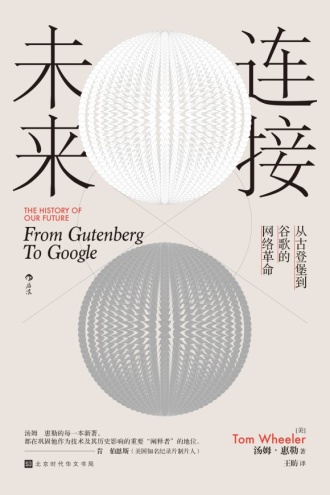 连接
未来
THE HISTORY OF
OUR FUTURE
From Gutenberg
To Google
后浪
从古登堡到
谷歌的
网络革命
汤姆·惠勒的每一本新著，
都在巩固他作为技术及其历史影响的重要“阐释者”的地位。
——肯·伯恩斯（美国知名纪录片制片人）
[美]
Tom Wheeler
汤姆·惠勒 著
王昉 译
北京时代华文书局